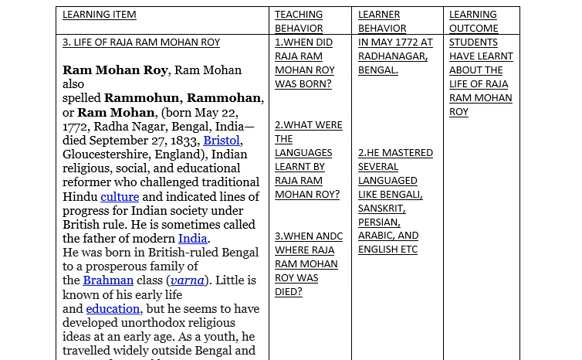 LEARNING ITEM
TEACHING
BEHAVIOR
LEARNER
BEHAVIOR
LEARNING
OUTCOME
3. LIFE OF RAJA RAM MOHAN ROY
Ram Mohan Roy, Ram Mohan
also
spelled Rammohun, Rammohan,
or Ram Mohan, (born May 22,
1772, Radha Nagar, Bengal, India—
died September 27, 1833, Bristol,
Gloucestershire, England), Indian
religious, social, and educational
reformer who challenged traditional
Hindu culture and indicated lines of
progress for Indian society under
British rule. He is sometimes called
the father of modern India.
He was born in British-ruled Bengal
to a prosperous family of
the Brahman class (varna). Little is
known of his early life
and education, but he seems to have
developed unorthodox religious
ideas at an early age. As a youth, he
travelled widely outside Bengal and
1.WHEN DID
RAJA RAM
MOHAN ROY
WAS BORN?
2.WHAT WERE
THE
LANGUAGES
LEARNT BY
RAJA RAM
MOHAN ROY?
3.WHEN ANDC
WHERE RAJA
RAM MOHAN
ROY WAS
DIED?
IN MAY 1772 AT
RADHANAGAR,
BENGAL.
2.HE MASTERED
SEVERAL
LANGUAGED
LIKE BENGALI,
SANSKRIT,
PERSIAN,
ARABIC, AND
ENGLISH ETC
STUDENTS
HAVE LEARNT
ABOUT THE
LIFE OF RAJA
RAM MOHAN
ROY